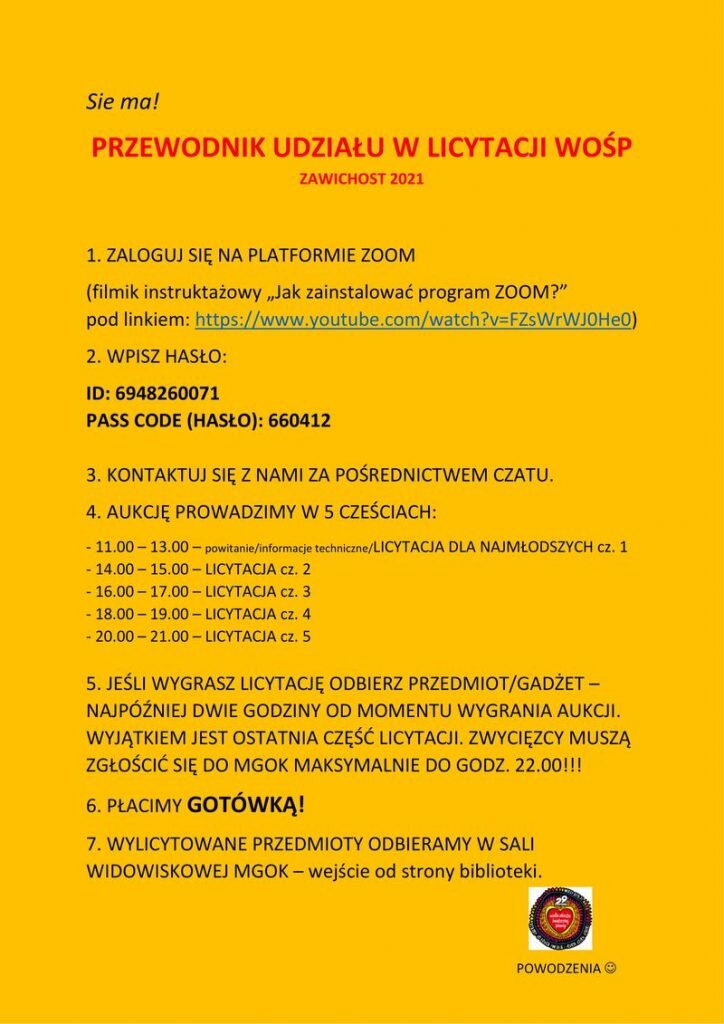 Sie ma!
PRZEWODNIK UDZIAŁU W LICYTACJI WOŚP
ZAWICHOST 2021
1. ZALOGUJ SIĘ NA PLATFORMIE ZOOM
(filmik instruktażowy „Jak zainstalować program ZOOM?”
pod linkiem: https://www.youtube.com/watch?v=FZsWrWJ0He0)
2. WPISZ HASŁO:
ID: 6948260071
PASS CODE (HASŁO): 660412
3. KONTAKTUJ SIĘ Z NAMI ZA POŚREDNICTWEM CZATU.
4. AUKCJĘ PROWADZIMY W 5 CZEŚCIACH:
- 11.00 – 13.00 – powitanie/informacje techniczne/LICYTACJA DLA NAJMŁODSZYCH cz. 1
- 14.00 – 15.00 – LICYTACJA cz. 2
- 16.00 – 17.00 – LICYTACJA cz. 3
- 18.00 – 19.00 – LICYTACJA cz. 4
- 20.00 – 21.00 – LICYTACJA cz. 5
5. JEŚLI WYGRASZ LICYTACJĘ ODBIERZ PRZEDMIOT/GADŻET –
NAJPÓŹNIEJ DWIE GODZINY OD MOMENTU WYGRANIA AUKCJI.
WYJĄTKIEM JEST OSTATNIA CZĘŚĆ LICYTACJI. ZWYCIĘZCY MUSZĄ
ZGŁOŚCIĆ SIĘ DO MGOK MAKSYMALNIE DO GODZ. 22.00!!!
6. PŁACIMY GOTÓWKĄ!
7. WYLICYTOWANE PRZEDMIOTY ODBIERAMY W SALI
WIDOWISKOWEJ MGOK – wejście od strony biblioteki.
29
POWODZENIA ☺